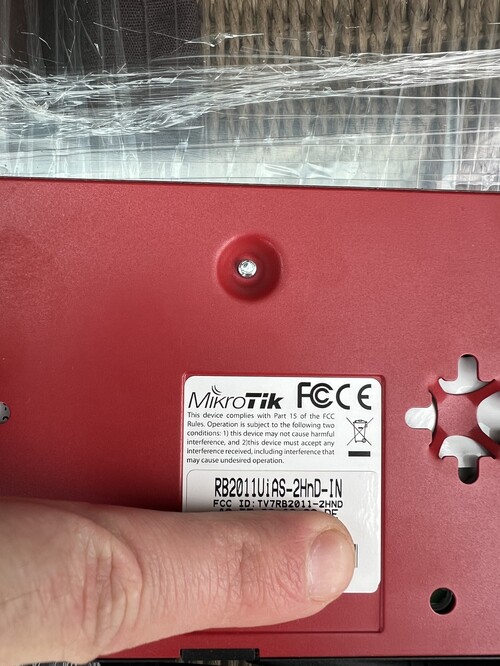 MikroTik FC CE
This device complies with Part 15 of the FCC
Rules. Operation is subject to the following two
conditions: 1) this device may not cause harmful
interference, and 2)this device must accept any
interference received, including interference that
may cause undesired operation.
RB2011UiAS-2HnD-IN
FCC ID:TV7RB2011-2HND